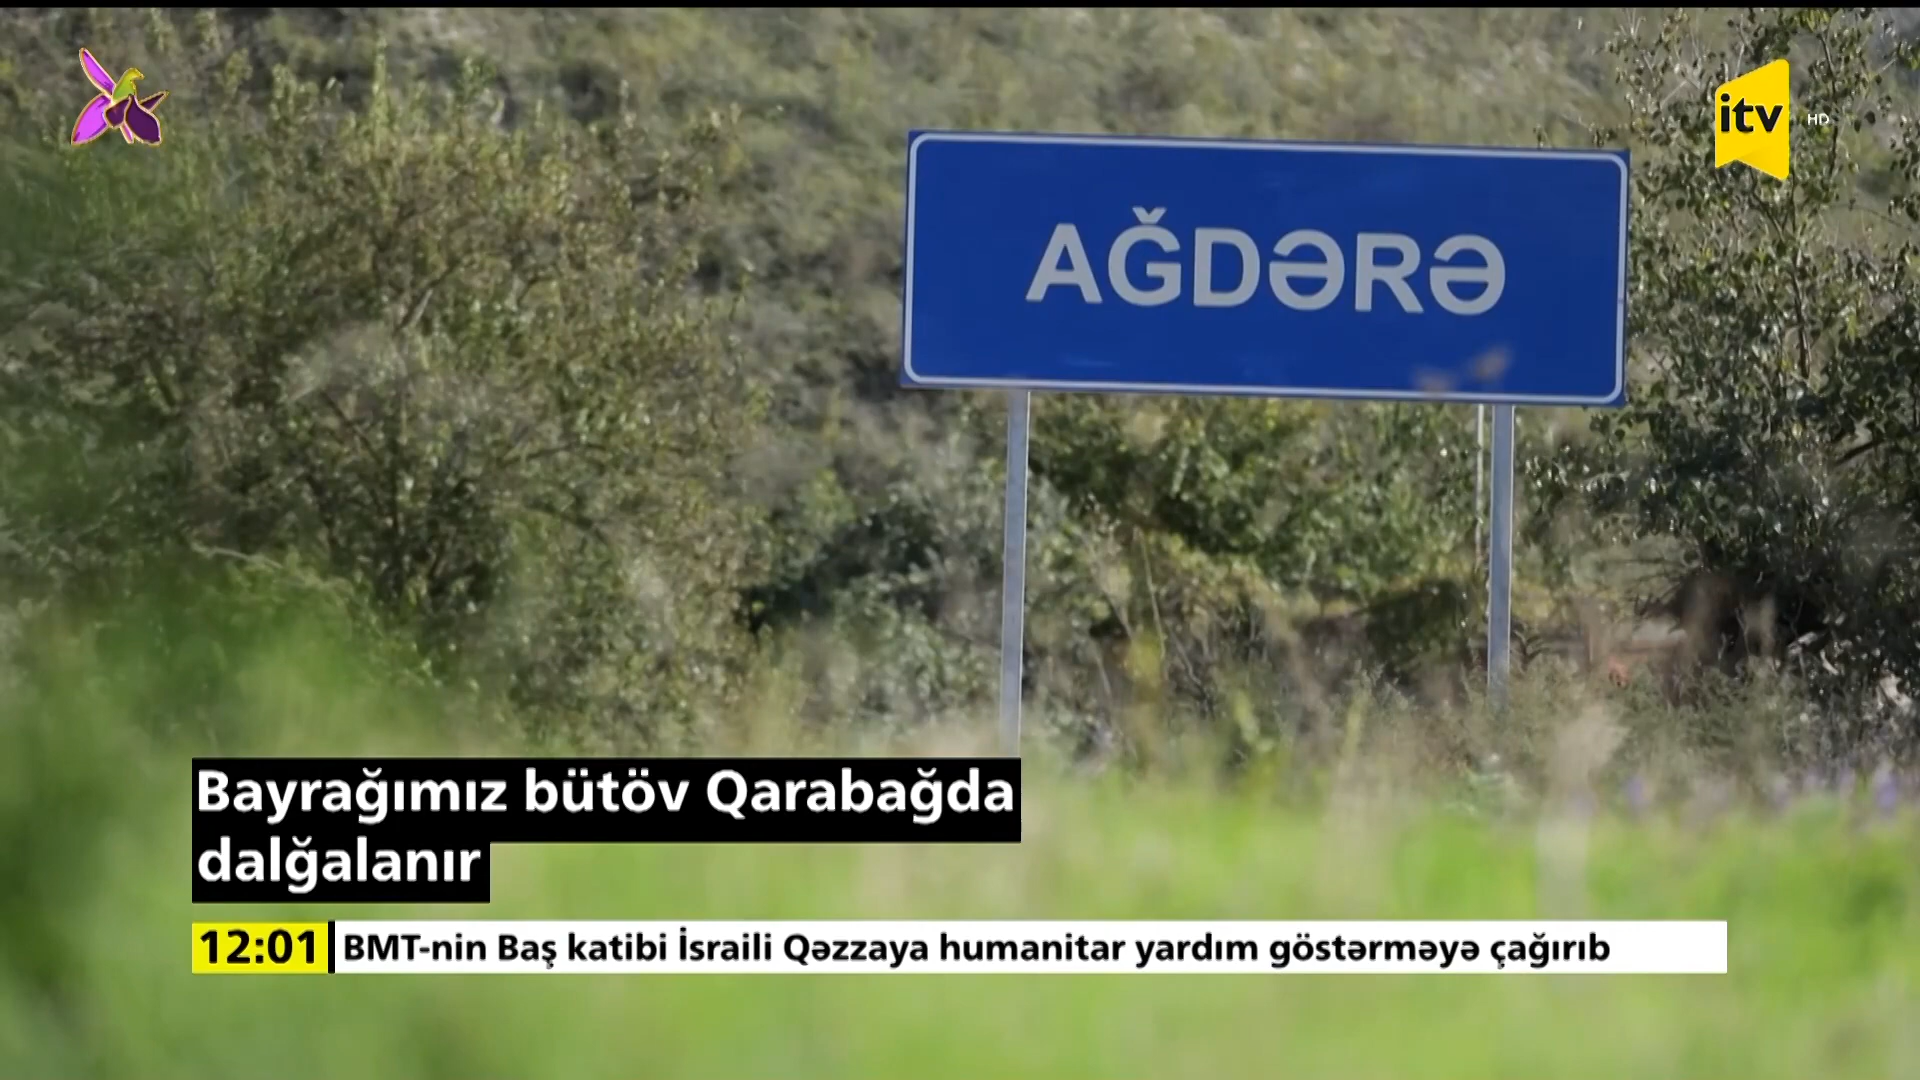 itv HD
AĞDƏRƏ
Bayrağımız bütöv Qarabağda
dalğalanır
12:01 BMT-nin Baş katibi İsraili Qəzzaya humanitar yardım göstərməyə çağırıb